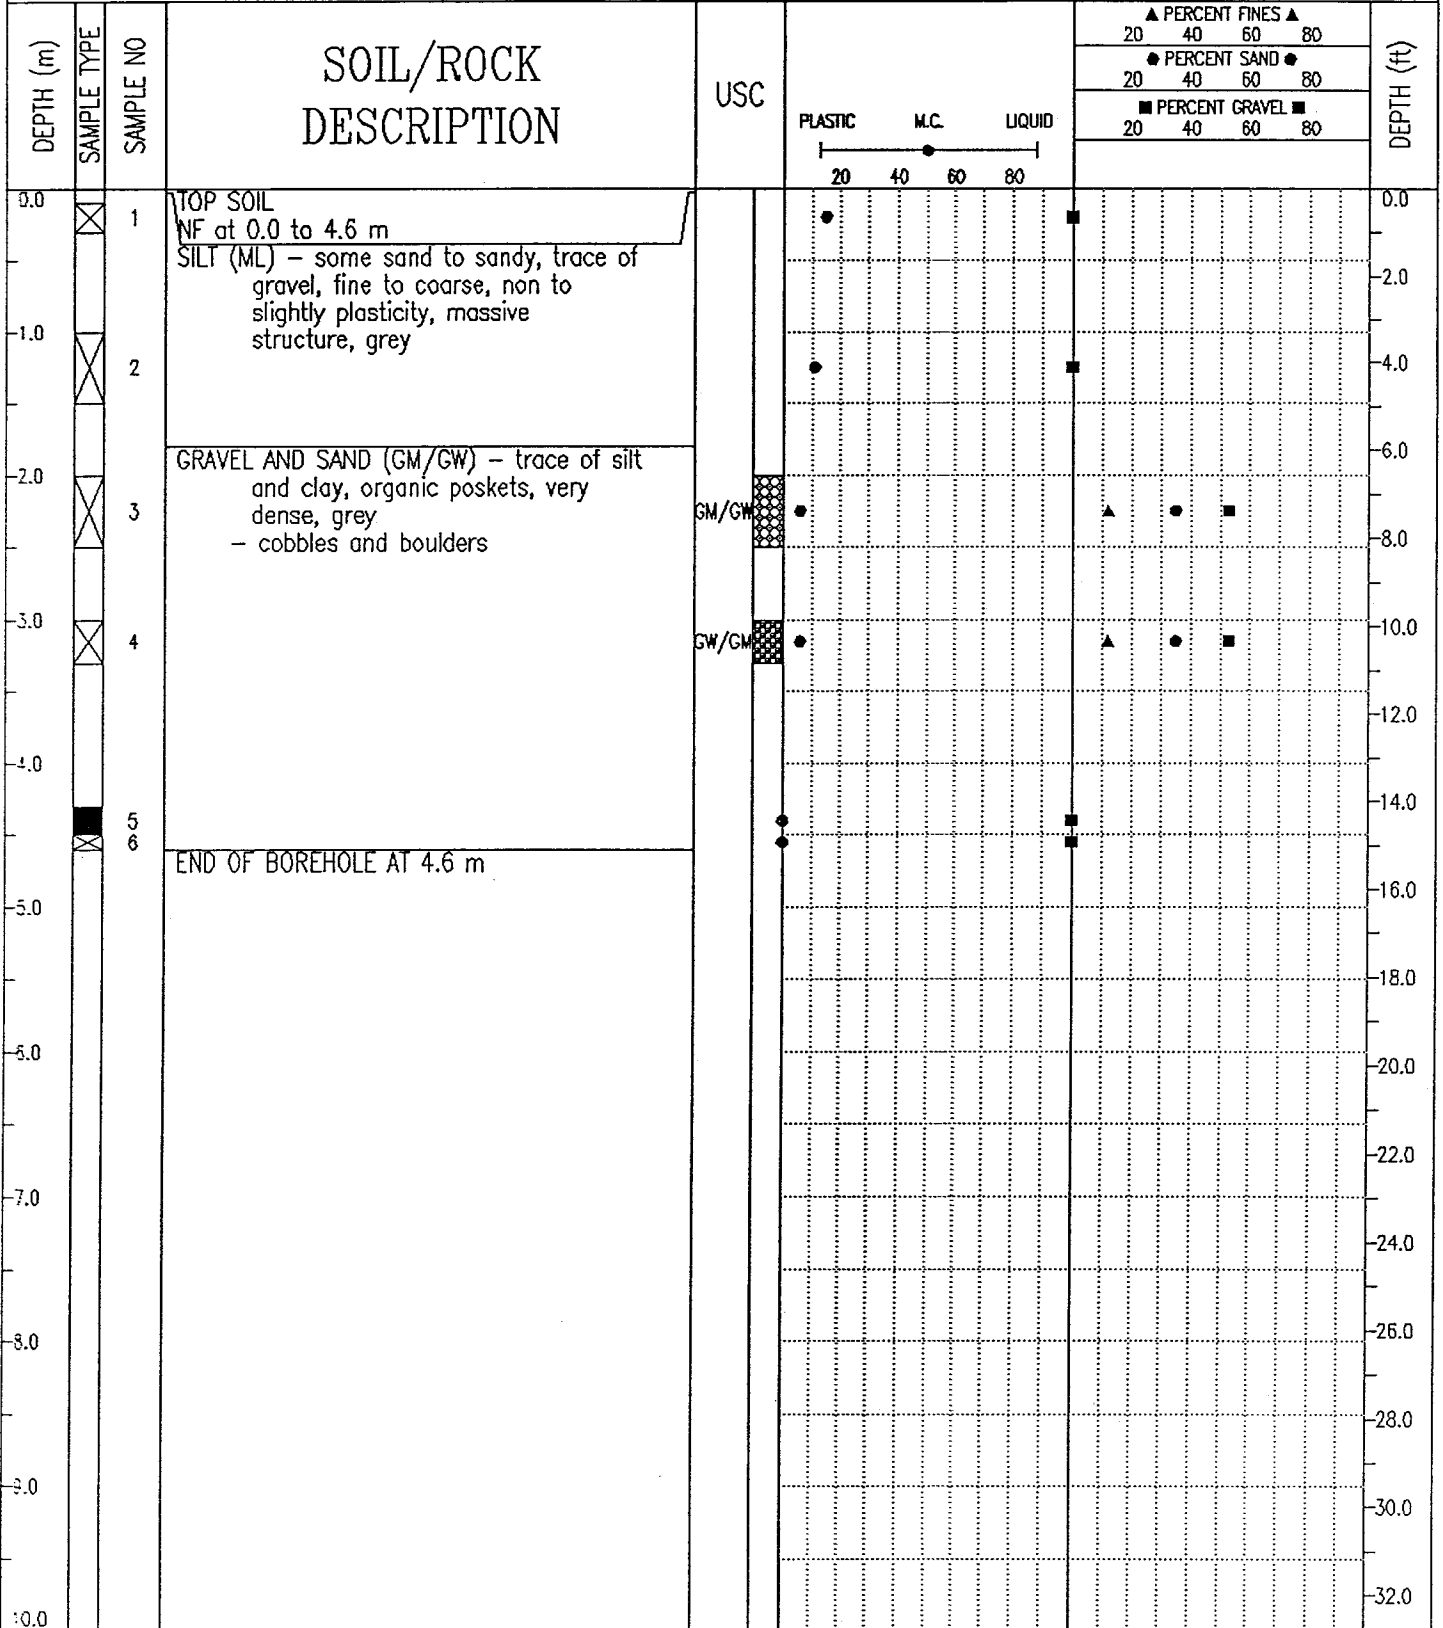 DEPTH (m)
SAMPLE TYPE
SAMPLE NO
SOIL/ROCK
DESCRIPTION
USC
PLASTIC M.C. LIQUID
20 40 60 80
▲ PERCENT FINES ▲
20 40 60 80
● PERCENT SAND ●
20 40 60 80
■ PERCENT GRAVEL ■
20 40 60 80
DEPTH (ft)
0.0
1
TOP SOIL
NF at 0.0 to 4.6 m
0.0
SILT (ML) – some sand to sandy, trace of
gravel, fine to coarse, non to
slightly plasticity, massive
structure, grey
2.0
1.0
2
4.0
GRAVEL AND SAND (GM/GW) – trace of silt
and clay, organic poskets, very
dense, grey
– cobbles and boulders
6.0
2.0
3
GM/GW
8.0
3.0
4
GW/GM
10.0
12.0
4.0
14.0
5
6
END OF BOREHOLE AT 4.6 m
16.0
5.0
18.0
6.0
20.0
22.0
7.0
24.0
26.0
8.0
28.0
9.0
30.0
32.0
10.0